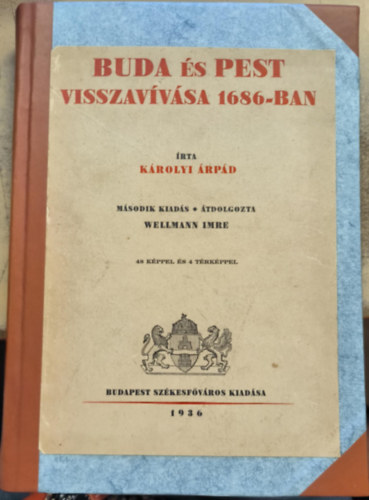 BUDA ÉS PEST
VISSZAVÍVÁSA 1686-BAN
ÍRTA
KÁROLYI ÁRPÁD
MÁSODIK KIADÁS • ÁTDOLGOZTA
WELLMANN IMRE
48 KÉPPEL ÉS 4 TÉRKÉPPEL
BUDAPEST SZÉKESFŐVÁROS KIADÁSA
1936